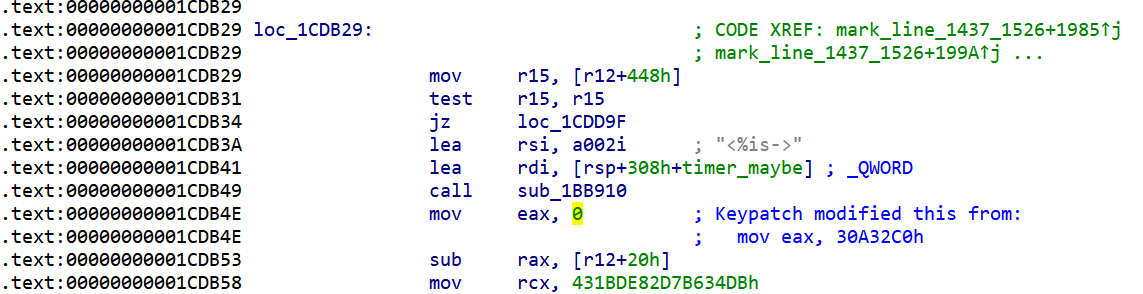 .text:00000000001CDB29
.text:00000000001CDB29 loc_1CDB29: ; CODE XREF: mark_line_1437_1526+1985↑j
.text:00000000001CDB29 ; mark_line_1437_1526+199A↑j ...
.text:00000000001CDB29 mov r15, [r12+448h]
.text:00000000001CDB31 test r15, r15
.text:00000000001CDB34 jz loc_1CDD9F
.text:00000000001CDB3A lea rsi, a002i ; "<%is->"
.text:00000000001CDB41 lea rdi, [rsp+308h+timer_maybe] ; _QWORD
.text:00000000001CDB49 call sub_1BB910
.text:00000000001CDB4E mov eax, 0 ; Keypatch modified this from:
.text:00000000001CDB4E ; mov eax, 30A32C0h
.text:00000000001CDB53 sub rax, [r12+20h]
.text:00000000001CDB58 mov rcx, 431BDE82D7B634DBh